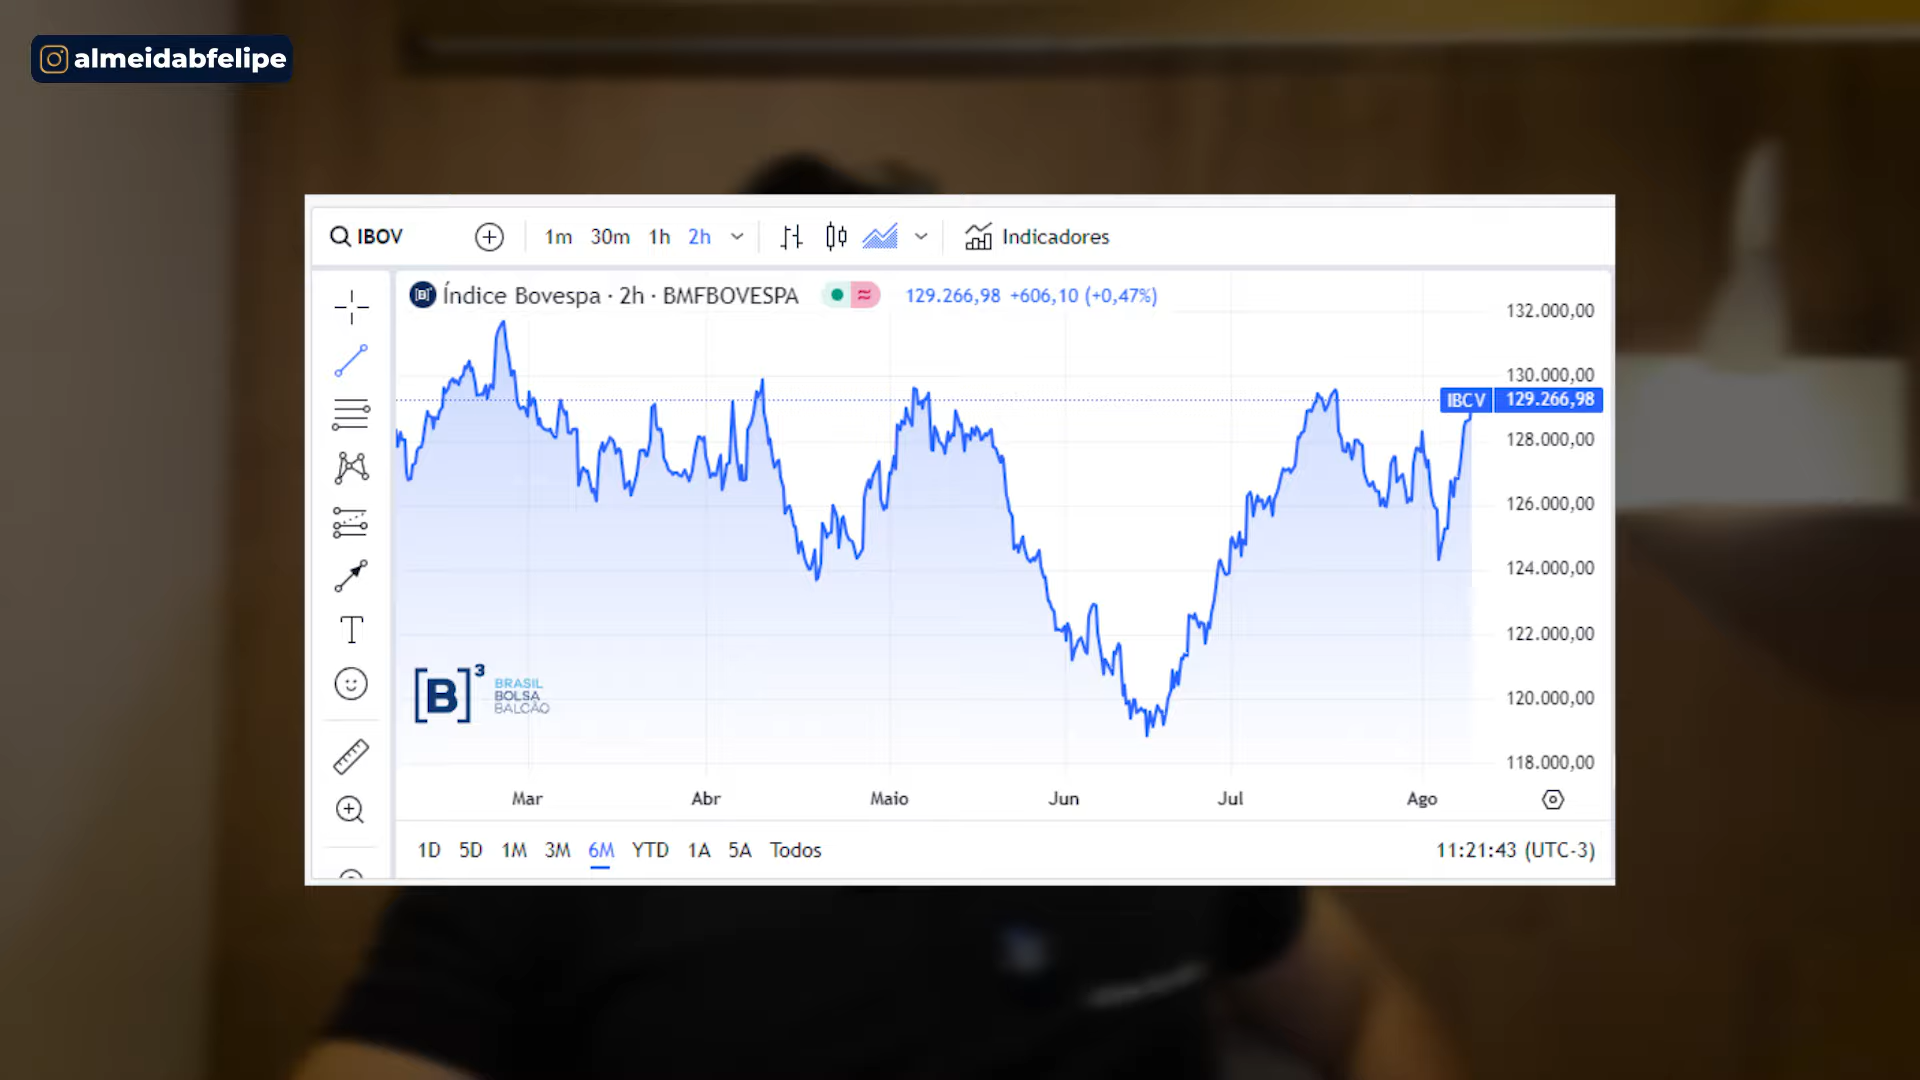 almeidabfelipe
IBOV 1m 30m 1h 2h Indicadores
Índice Bovespa · 2h · BMFBOVESPA 129.266,98 +606,10 (+0,47%)
132.000,00
130.000,00
IBCV 129.266,98
128.000,00
126.000,00
124.000,00
122.000,00
120.000,00
118.000,00
[B]³ BRASIL
BOLSA
BALCÃO
Mar Abr Maio Jun Jul Ago
1D 5D 1M 3M 6M YTD 1A 5A Todos 11:21:43 (UTC-3)